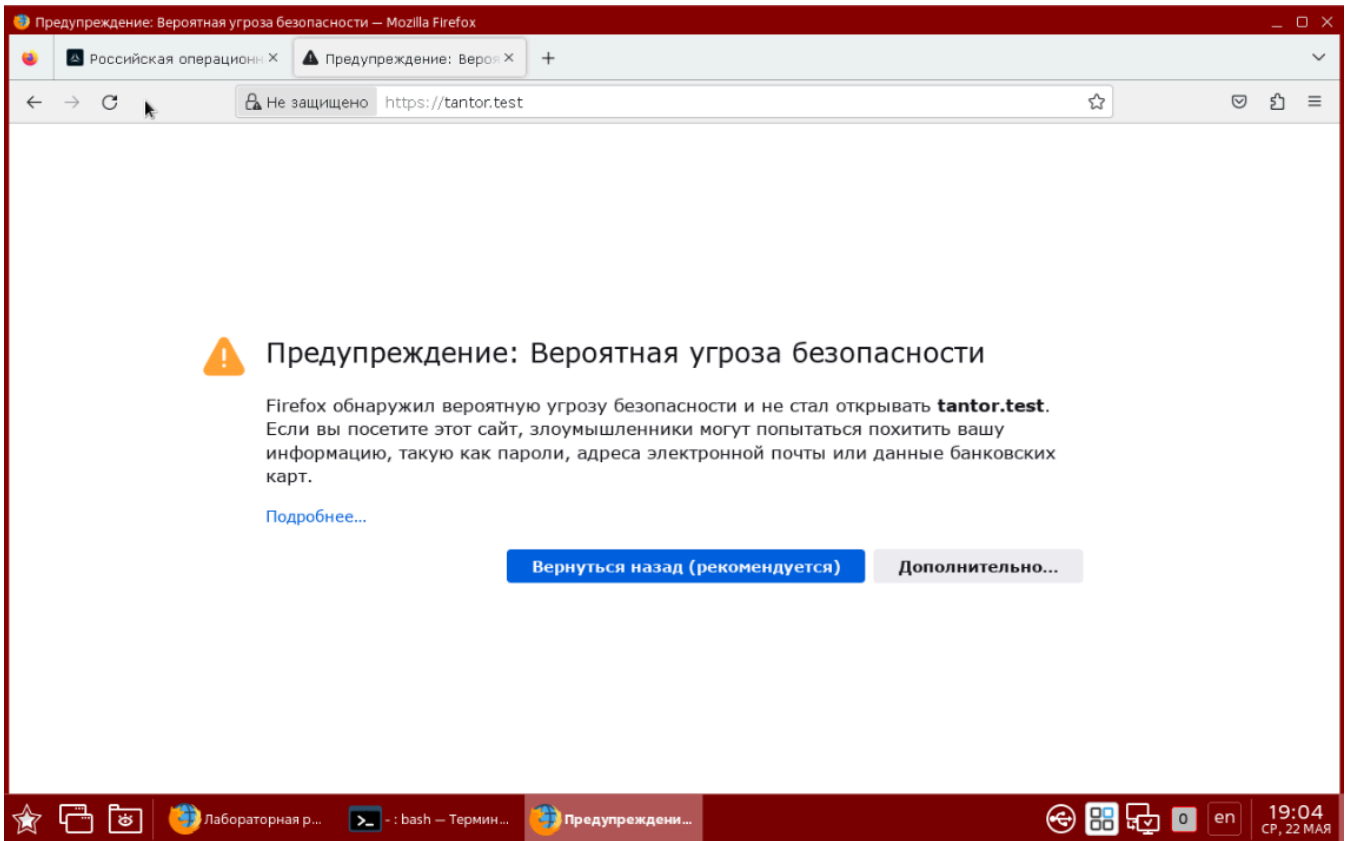 Предупреждение: Вероятная угроза безопасности — Mozilla Firefox
Российская операционн
Предупреждение: Вероя
Не защищено https://tantor.test
Предупреждение: Вероятная угроза безопасности
Firefox обнаружил вероятную угрозу безопасности и не стал открывать tantor.test.
Если вы посетите этот сайт, злоумышленники могут попытаться похитить вашу
информацию, такую как пароли, адреса электронной почты или данные банковских
карт.
Подробнее...
Вернуться назад (рекомендуется) Дополнительно...
Лабораторная р... - : bash — Термин... Предупреждени... 0 en 19:04
СР, 22 МАЯ